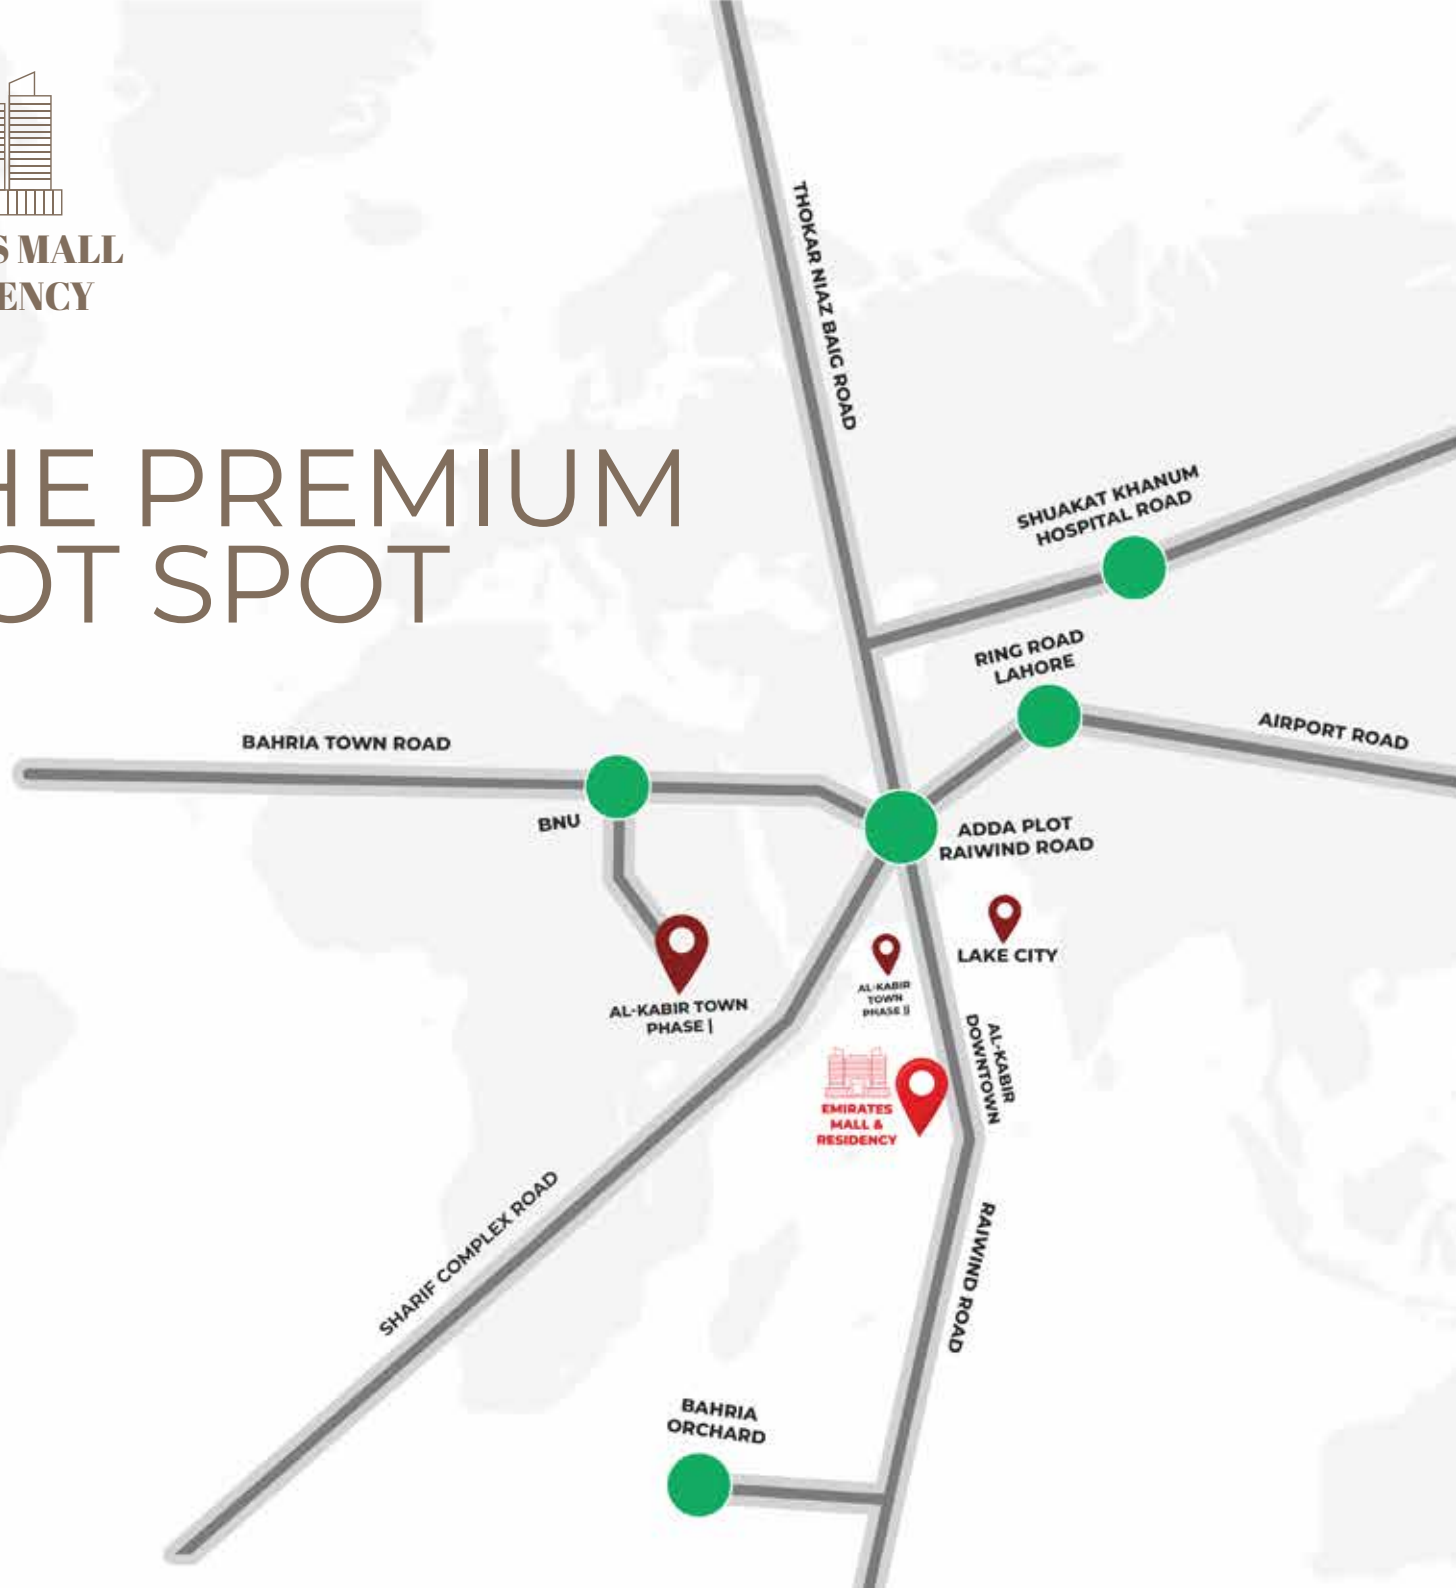 S MALL
ENCY
HE PREMIUM
OT SPOT
THOKAR NIAZ BAIG ROAD
SHUAKAT KHANUM
HOSPITAL ROAD
RING ROAD
LAHORE
AIRPORT ROAD
BAHRIA TOWN ROAD
BNU
ADDA PLOT
RAIWIND ROAD
LAKE CITY
AL-KABIR TOWN
PHASE |
AL-KABIR
TOWN
PHASE ||
AL-KABIR
DOWNTOWN
EMIRATES
MALL &
RESIDENCY
SHARIF COMPLEX ROAD
RAIWIND ROAD
BAHRIA
ORCHARD